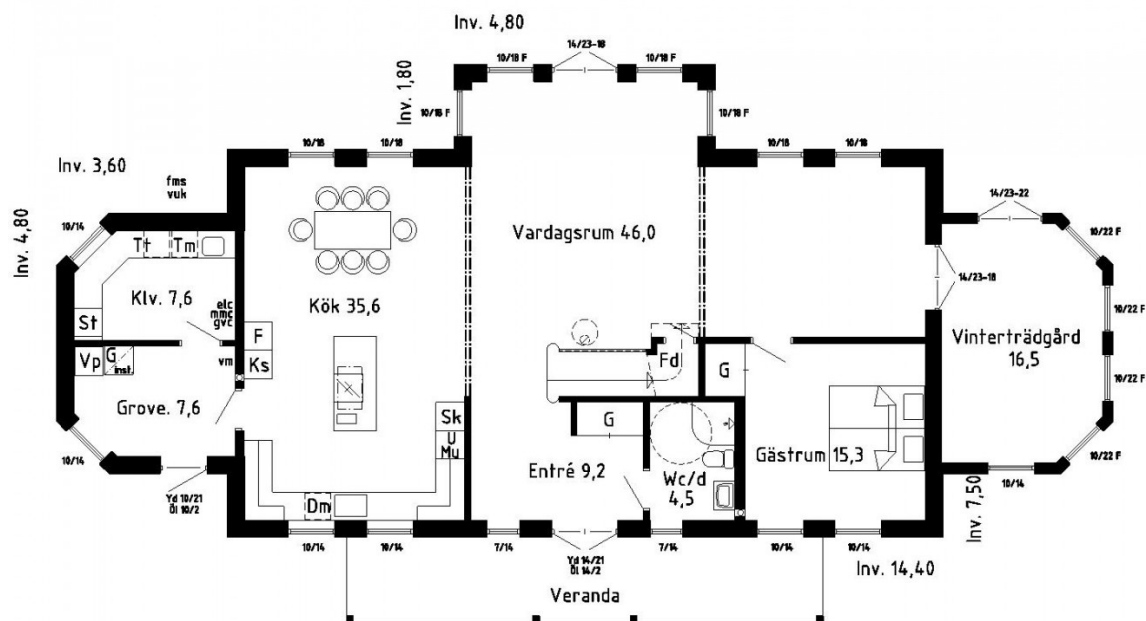 Inv. 4,80
14/23-18
10/18 F
10/18 F
Inv. 1,80
10/18 F
10/18 F
10/18
10/18
10/18
10/18
Inv. 3,60
fms
vuk
14/23-22
10/14
10/22 F
Inv. 4,80
Tt
Tm
Vardagsrum 46,0
14/23-18
Klv. 7,6
elc
mmc
gvc
Kök 35,6
10/22 F
St
F
Vinterträdgård
16,5
Vp
G
inst.
vm
Ks
Fd
G
10/22 F
Grove. 7,6
Sk
U
Mu
G
10/14
Entré 9,2
Wc/d
4,5
Gästrum 15,3
10/22 F
10/14
Yd 10/21
Öl 10/2
Dm
Inv. 7,50
10/14
10/14
7/14
Yd 14/21
Öl 14/2
7/14
10/14
10/14
Inv. 14,40
Veranda